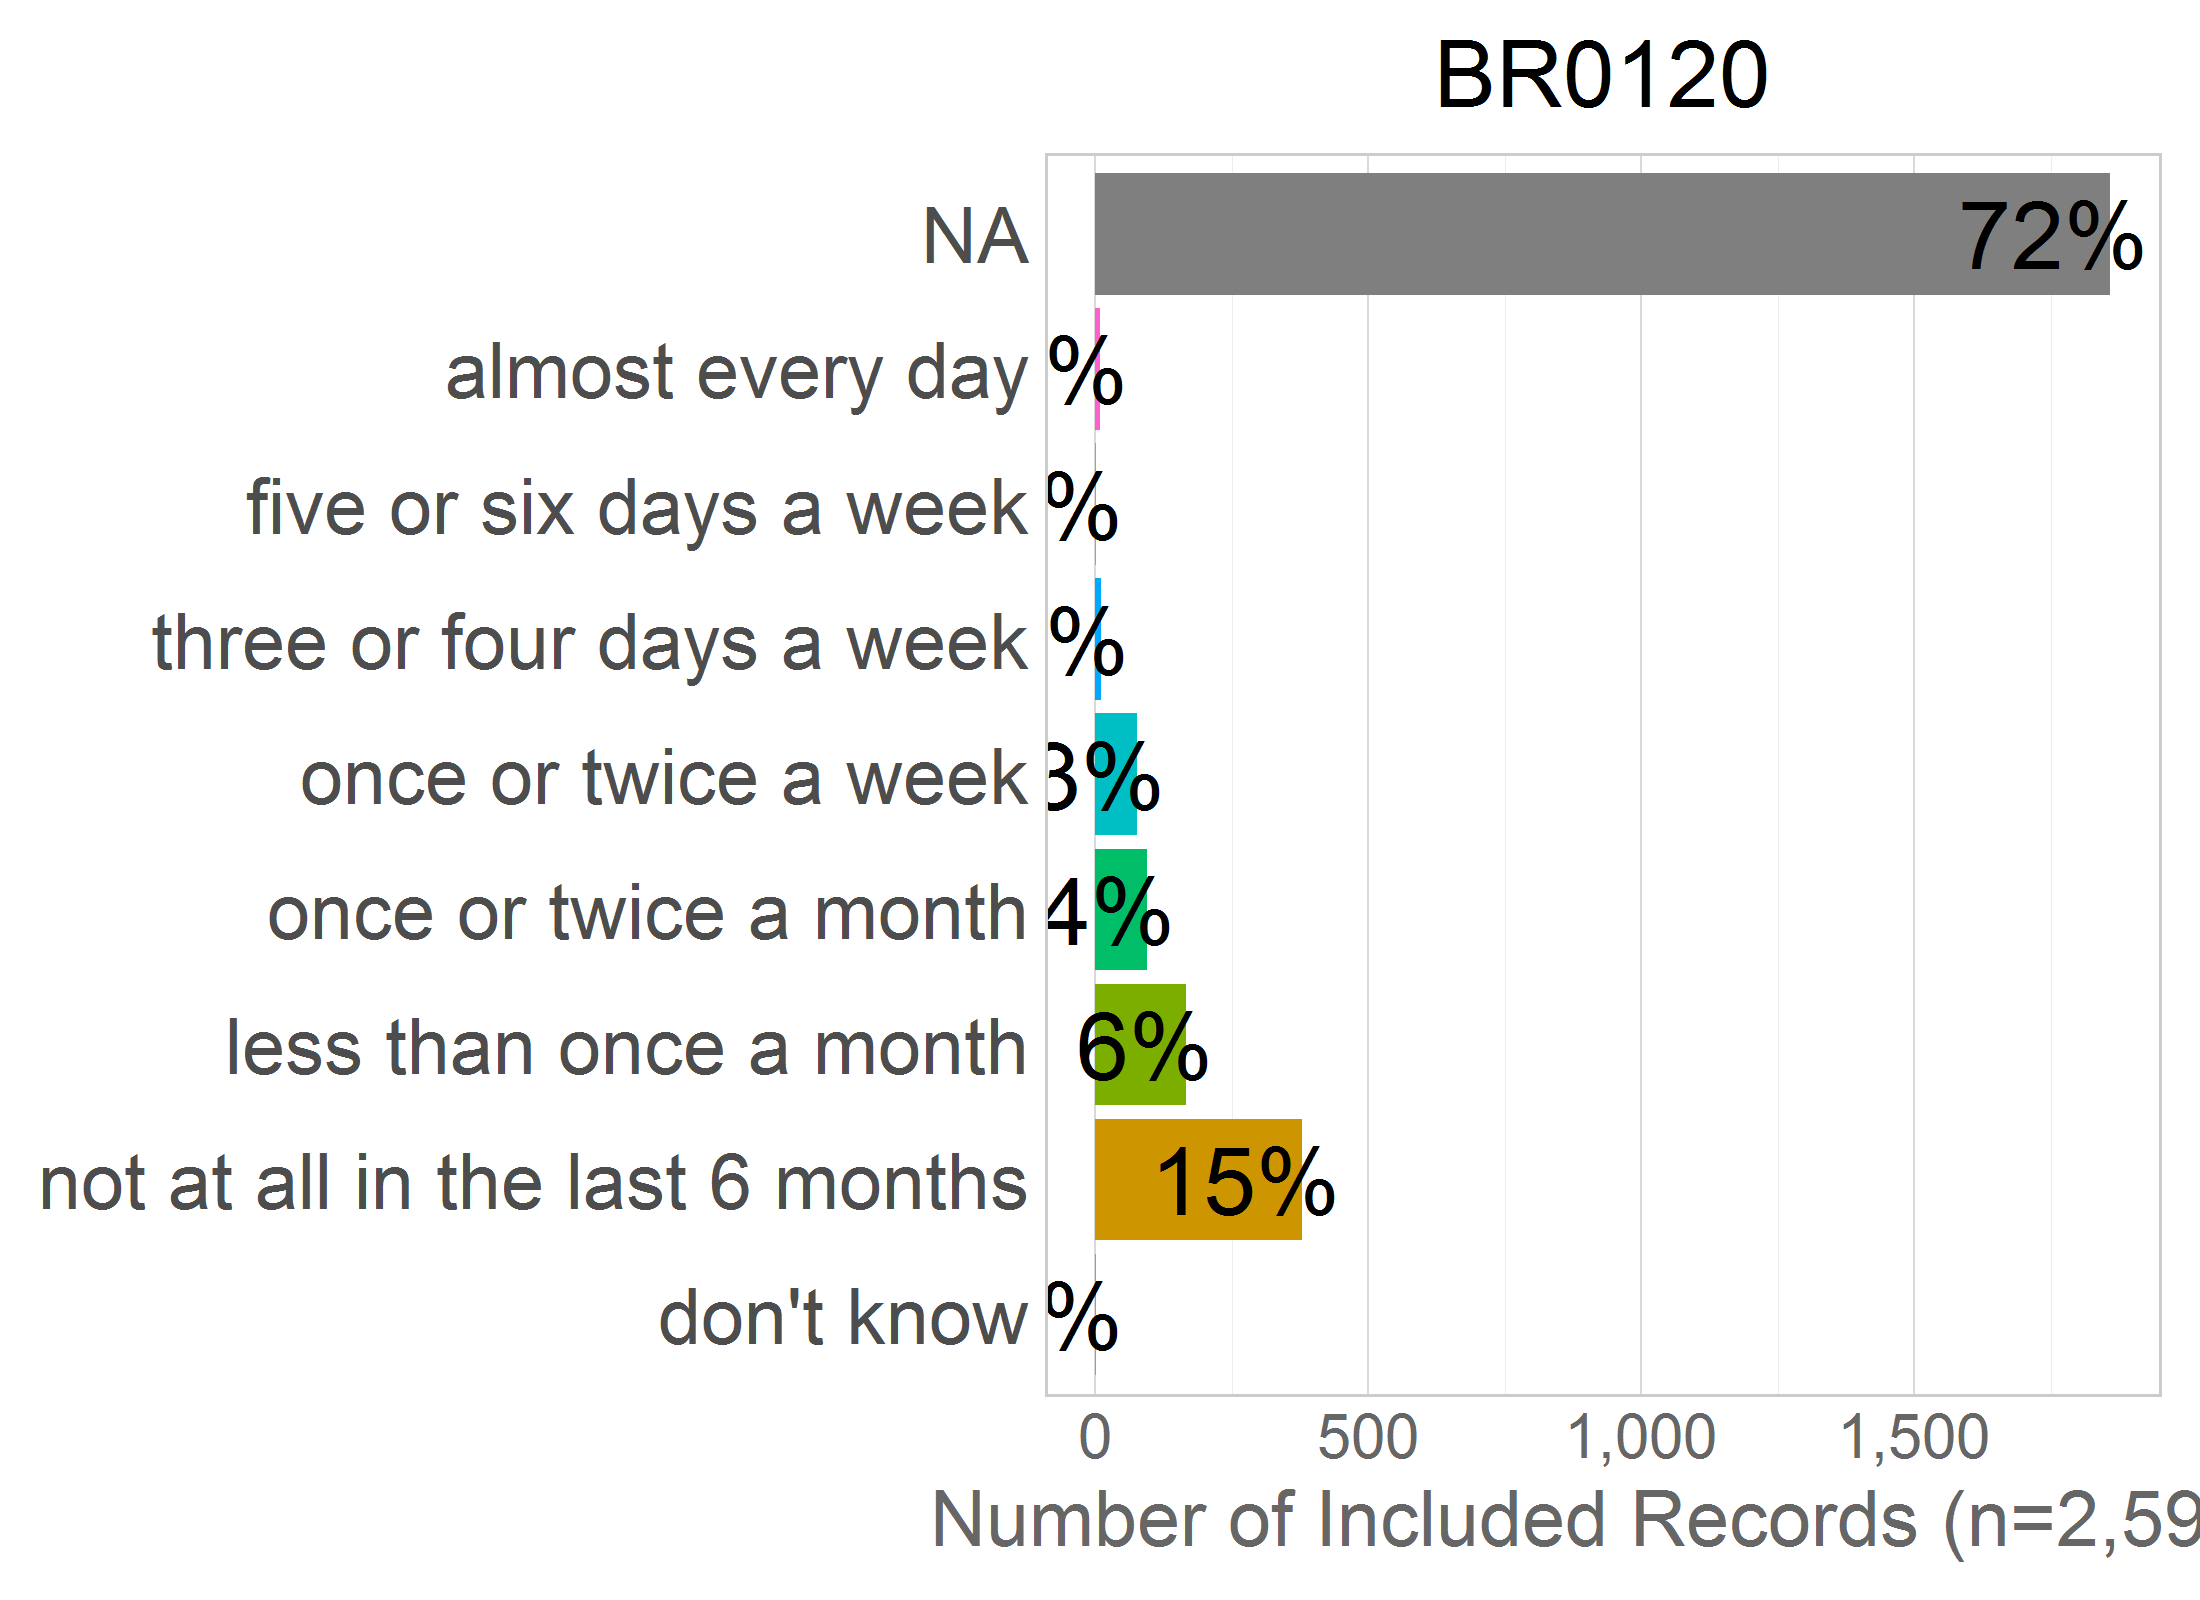 BR0120
NA 72%
almost every day %
five or six days a week %
three or four days a week %
once or twice a week 3%
once or twice a month 4%
less than once a month 6%
not at all in the last 6 months 15%
don't know %
0 500 1,000 1,500
Number of Included Records (n=2,59